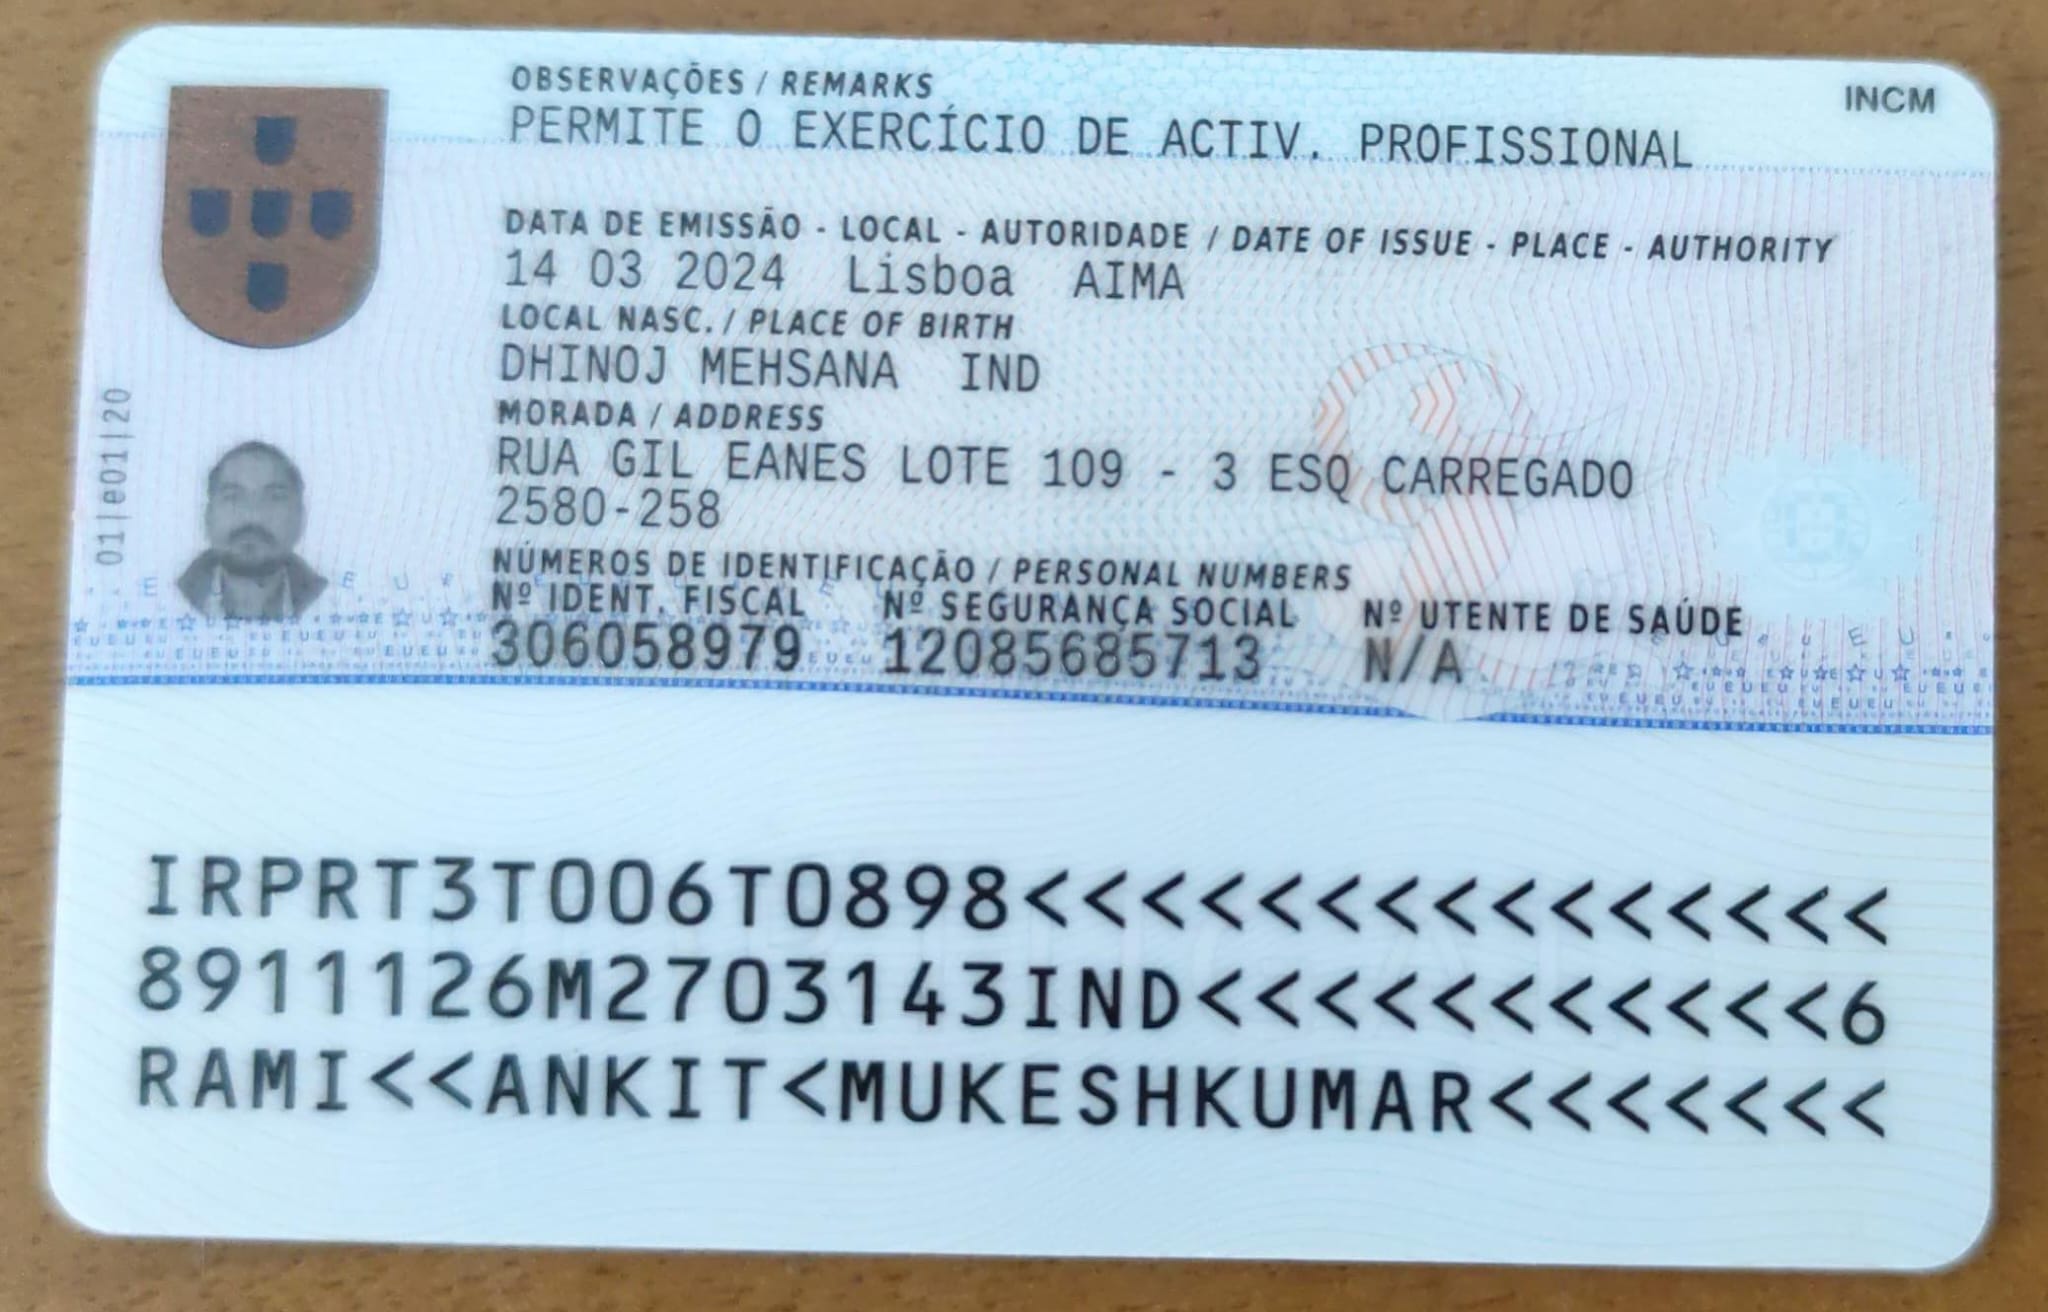 OBSERVAÇÕES / REMARKS
INCM
PERMITE O EXERCÍCIO DE ACTIV. PROFISSIONAL
DATA DE EMISSÃO - LOCAL - AUTORIDADE / DATE OF ISSUE - PLACE - AUTHORITY
14 03 2024 Lisboa AIMA
LOCAL NASC. / PLACE OF BIRTH
DHINOJ MEHSANA IND
MORADA / ADDRESS
RUA GIL EANES LOTE 109 - 3 ESQ CARREGADO
2580-258
NÚMEROS DE IDENTIFICAÇÃO / PERSONAL NUMBERS
Nº IDENT. FISCAL Nº SEGURANÇA SOCIAL Nº UTENTE DE SAÚDE
306058979 12085685713 N/A
01|e01|20
IRPRT3T006T0898<<<<<<<<<<<<<<<
8911126M2703143IND<<<<<<<<<<<6
RAMI<<ANKIT<MUKESHKUMAR<<<<<<<